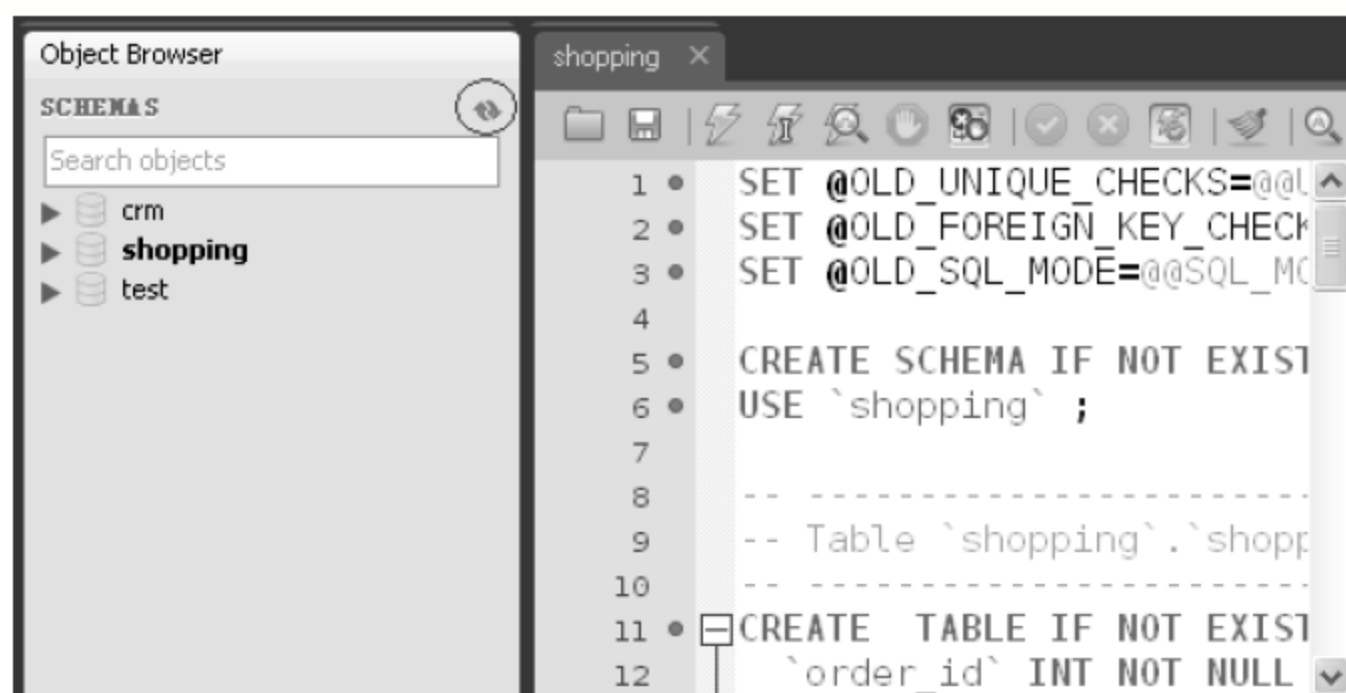 Object Browser
SCHEMAS
Search objects
crm
shopping
test
shopping ×
1 SET @OLD_UNIQUE_CHECKS=@@U
2 SET @OLD_FOREIGN_KEY_CHECK
3 SET @OLD_SQL_MODE=@@SQL_MO
4
5 CREATE SCHEMA IF NOT EXIST
6 USE `shopping` ;
7
8 -- -------------------------
9 -- Table `shopping`.`shopp
10 -- -------------------------
11 CREATE  TABLE IF NOT EXIST
12 `order_id` INT NOT NULL